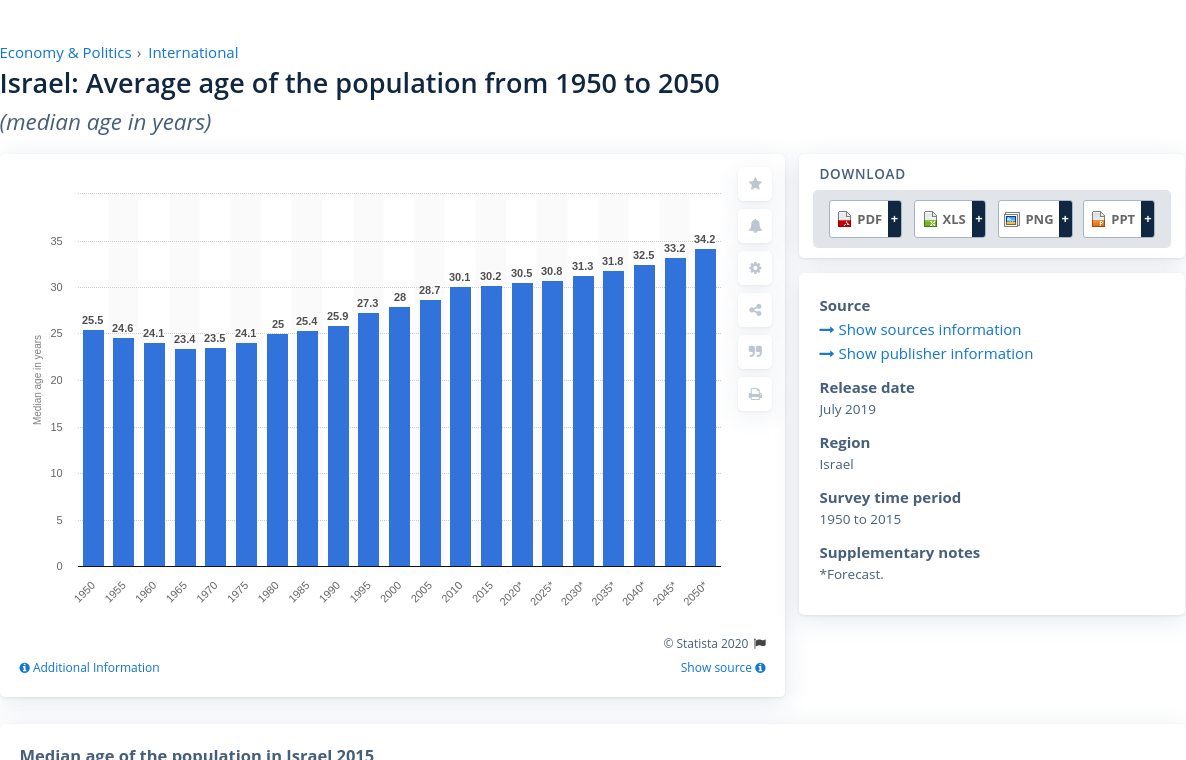 Economy & Politics › International
Israel: Average age of the population from 1950 to 2050
(median age in years)
35
30
25
20
15
10
5
0
Median age in years
25.5
24.6
24.1
23.4
23.5
24.1
25
25.4
25.9
27.3
28
28.7
30.1
30.2
30.5
30.8
31.3
31.8
32.5
33.2
34.2
1950
1955
1960
1965
1970
1975
1980
1985
1990
1995
2000
2005
2010
2015
2020*
2025*
2030*
2035*
2040*
2045*
2050*
© Statista 2020
Additional Information
Show source
DOWNLOAD
PDF + XLS + PNG + PPT +
Source
Show sources information
Show publisher information
Release date
July 2019
Region
Israel
Survey time period
1950 to 2015
Supplementary notes
*Forecast.
Median age of the population in Israel 2015